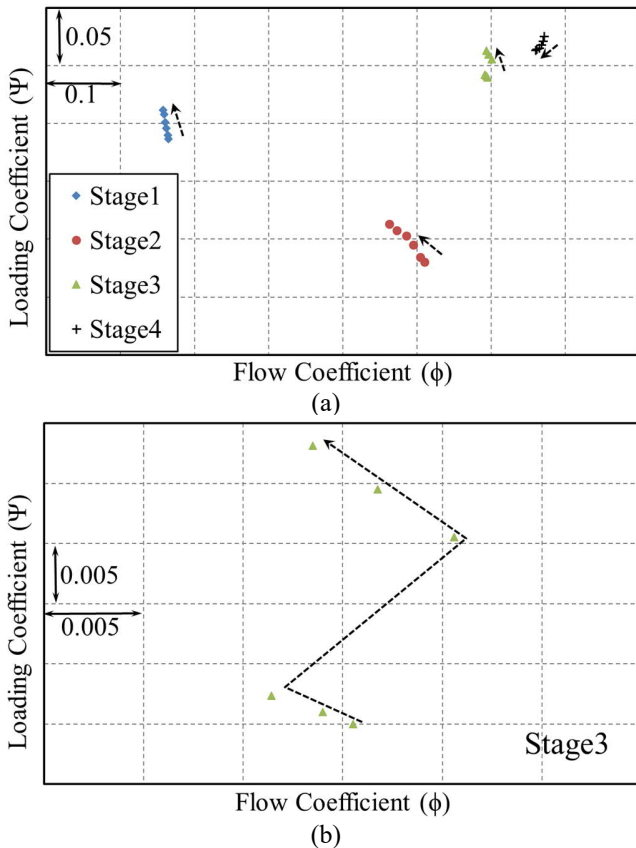 0.05
0.1
Loading Coefficient (Ψ)
Stage1
Stage2
Stage3
Stage4
Flow Coefficient (ϕ)
(a)
Loading Coefficient (Ψ)
0.005
0.005
Stage3
Flow Coefficient (ϕ)
(b)